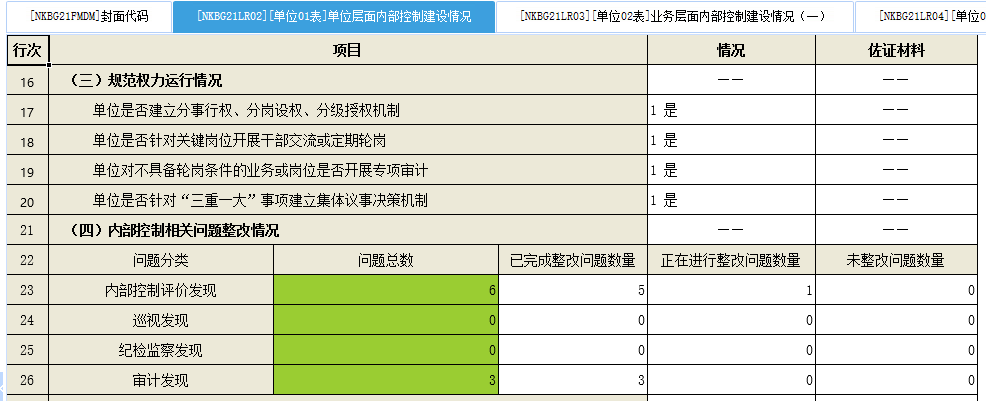 [NKBG21FMDM]封面代码 [NKBG21LR02][单位01表]单位层面内部控制建设情况 [NKBG21LR03][单位02表]业务层面内部控制建设情况（一） [NKBG21LR04][单位0
行次 项目 情况 佐证材料
16 （三）规范权力运行情况 —— ——
17 单位是否建立分事行权、分岗设权、分级授权机制 1 是 ——
18 单位是否针对关键岗位开展干部交流或定期轮岗 1 是 ——
19 单位对不具备轮岗条件的业务或岗位是否开展专项审计 1 是 ——
20 单位是否针对“三重一大”事项建立集体议事决策机制 1 是 ——
21 （四）内部控制相关问题整改情况 —— ——
22 问题分类 问题总数 已完成整改问题数量 正在进行整改问题数量 未整改问题数量
23 内部控制评价发现 6 5 1 0
24 巡视发现 0 0 0 0
25 纪检监察发现 0 0 0 0
26 审计发现 3 3 0 0